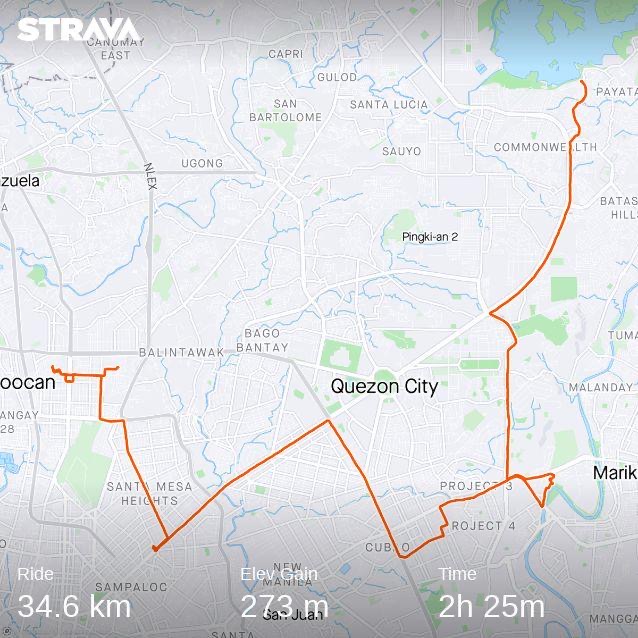 STRAVA
CANUMAY
EAST
CAPRI
GULOD
SAN
BARTOLOME
SANTA LUCIA
PAYATA
NLEX
UGONG
SAUYO
COMMONWEALTH
zuela
BATAS
HILLS
Pingki-an 2
BAGO
BANTAY
BALINTAWAK
TUMA
oocan
Quezon City
MALANDAY
NGAY
28
SANTA MESA
HEIGHTS
PROJECT 3
Marik
ROJECT 4
CUBAO
Ride
Elev Gain
Time
NEW
MANILA
SAMPALOC
34.6 km
273 m
2h 25m
San Juan
MANGGA
SANTA